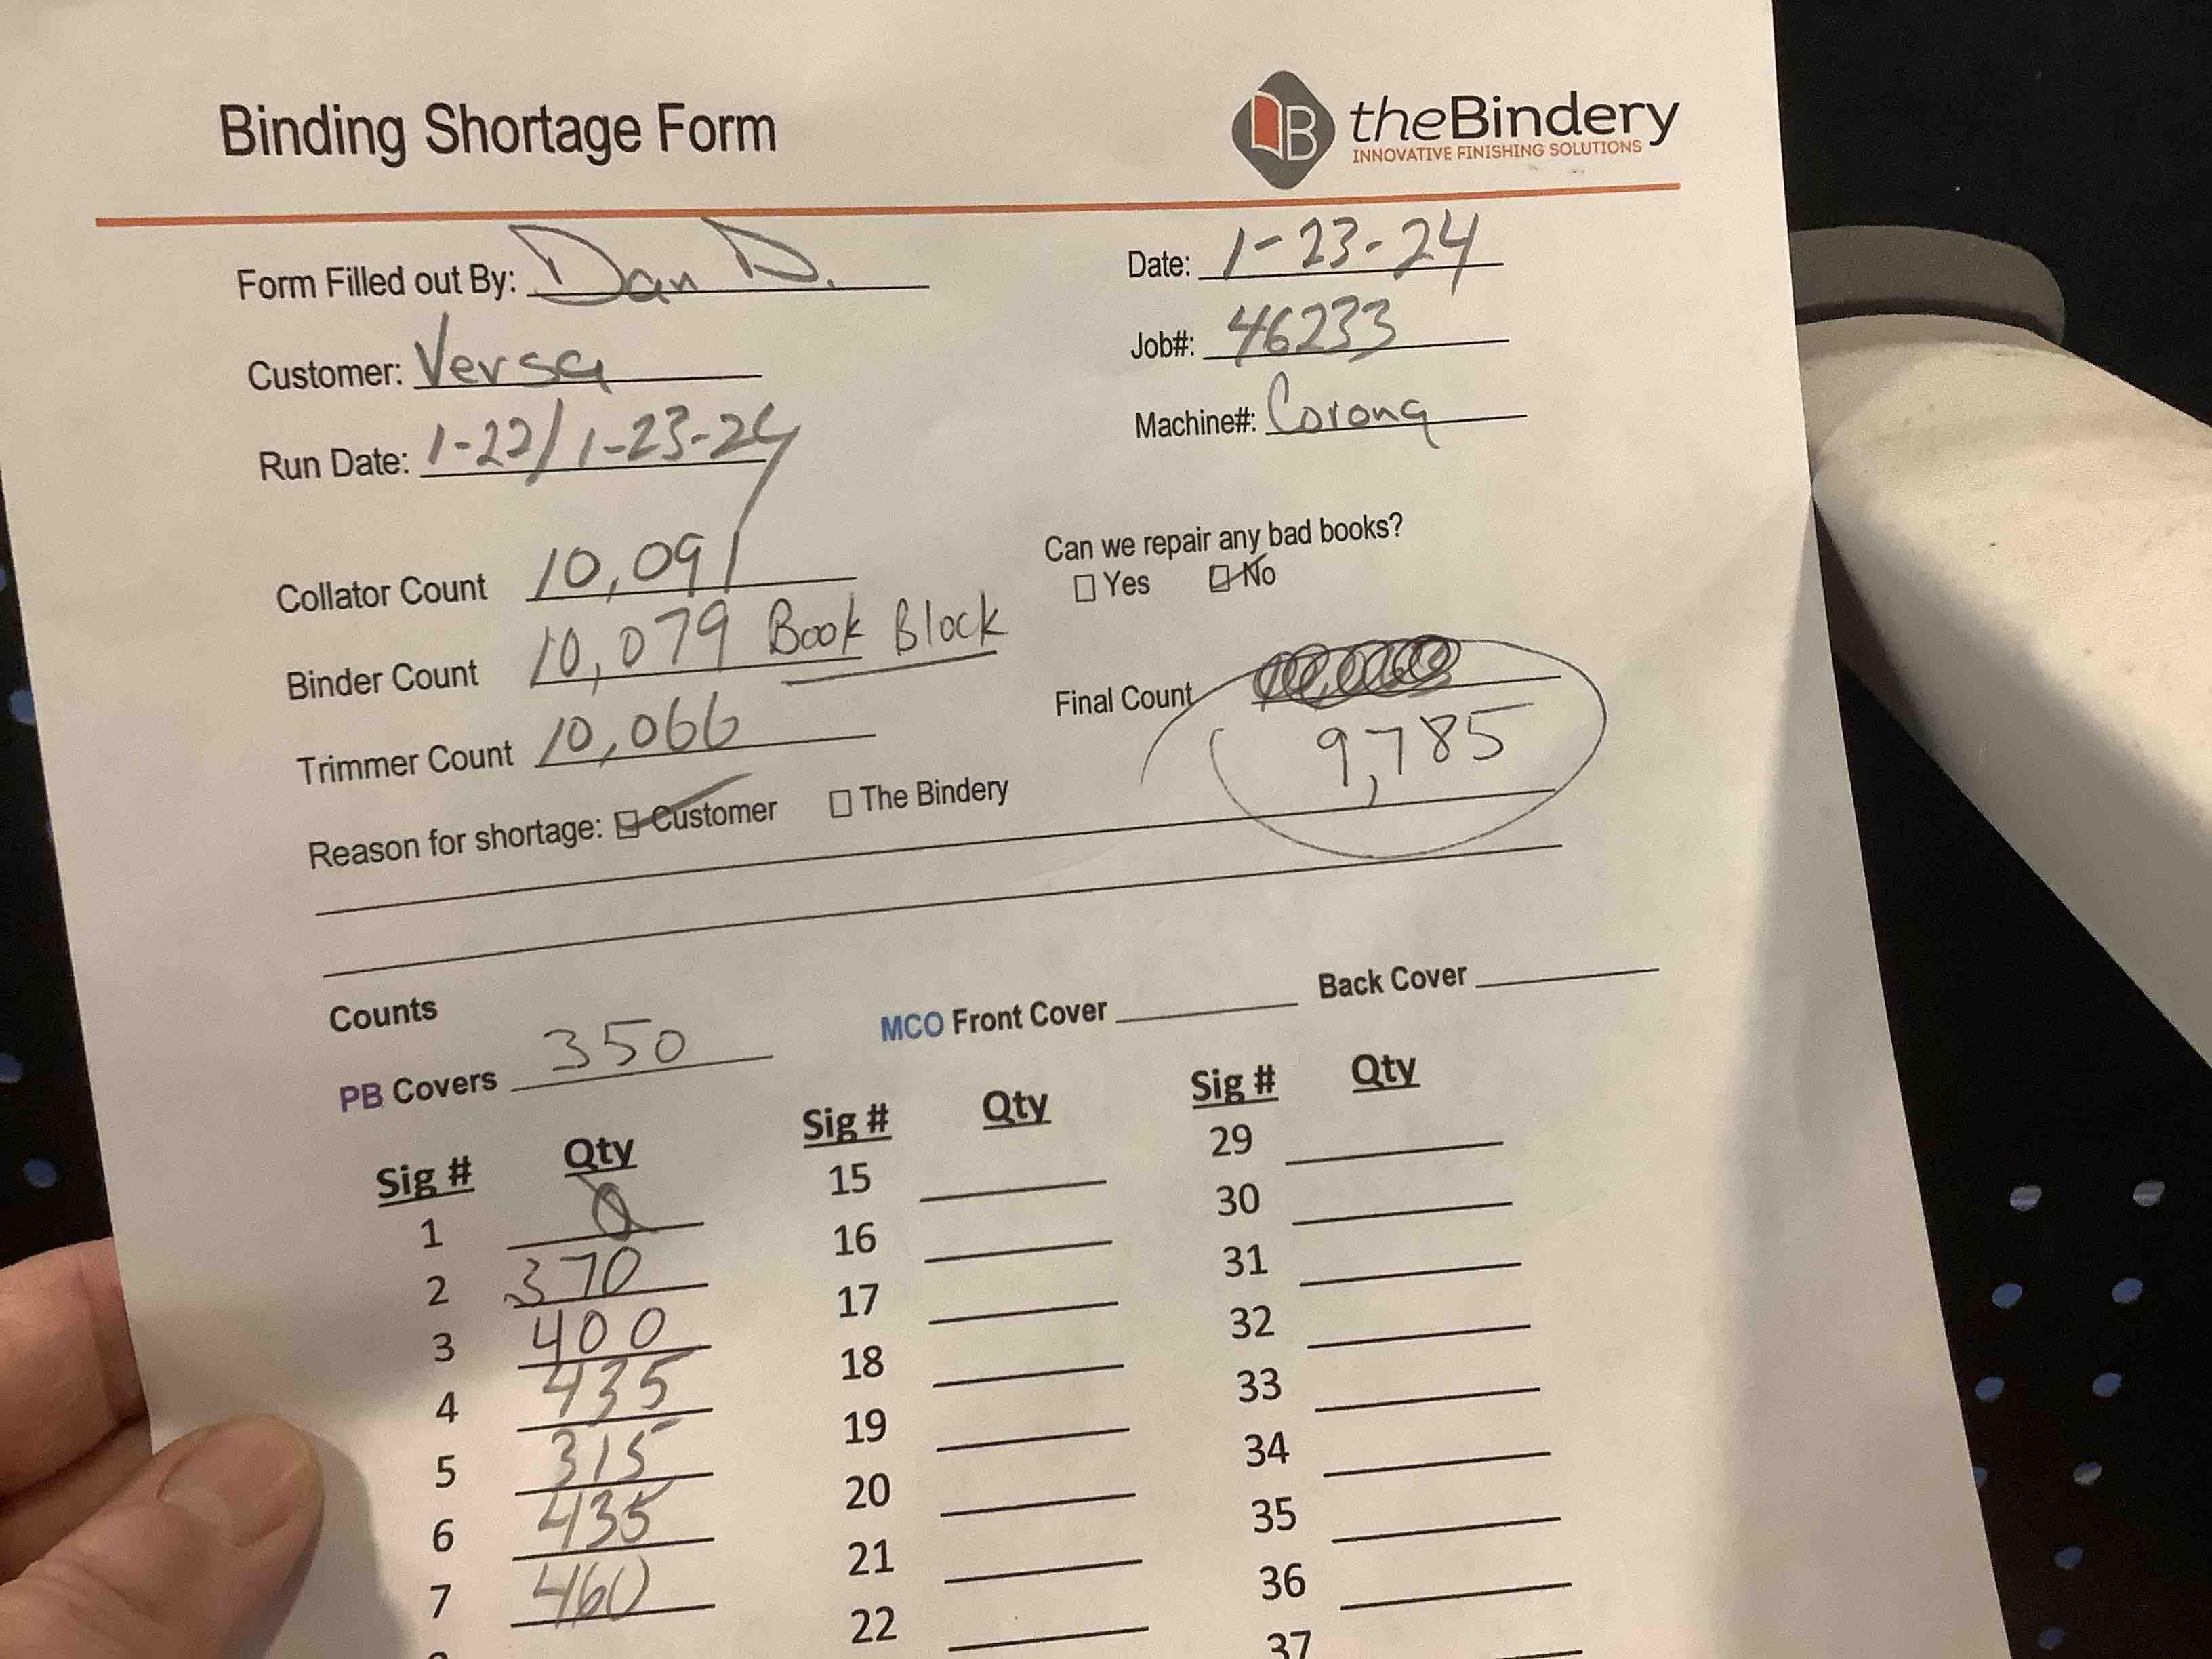 Binding Shortage Form
B theBindery
INNOVATIVE FINISHING SOLUTIONS
Form Filled out By: Dan D.
Date: 1-23-24
Customer: Versa
Job#: 46233
Run Date: 1-22/1-23-24
Machine#: Corona
Collator Count 10,091
Can we repair any bad books?
Yes No
Binder Count 10,079 Book Block
Final Count
9,785
Trimmer Count 10,066
Reason for shortage: Customer The Bindery
Counts
PB Covers 350
MCO Front Cover
Back Cover
Sig # Qty
1 0
2 370
3 400
4 435
5 315
6 435
7 460
Sig # Qty
15
16
17
18
19
20
21
22
Sig # Qty
29
30
31
32
33
34
35
36
37